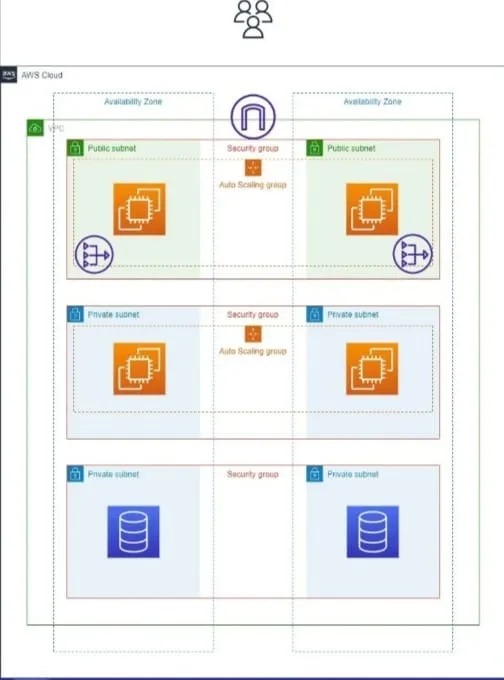 aws
AWS Cloud
Availability Zone
Availability Zone
VPC
Public subnet
Security group
Public subnet
Auto Scaling group
Private subnet
Security group
Private subnet
Auto Scaling group
Private subnet
Security group
Private subnet